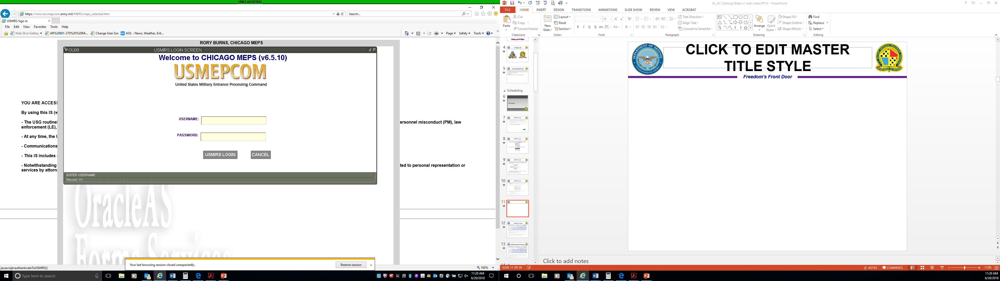 UNCLASSIFIED
https://mirs.rsn.mepcom.army.mil/MEPS/meps_selected.htm
Search...
USMIRS Sign In
File Edit View Favorites Tools Help
Web Slice Gallery
AR%20601-270%20%20Mi...
Change User Ssn
AOL - News, Weather, Ent...
Page Safety Tools
RORY BURNS, CHICAGO MEPS
OU08 USMIRS LOGIN SCREEN
Welcome to CHICAGO MEPS (v6.5.10)
USMEPCOM
United States Military Entrance Processing Command
USERNAME:
PASSWORD:
USMIRS LOGIN CANCEL
ENTER USERNAME
Record: 1/1
YOU ARE ACCESS
By using this IS (w
- The USG routinel
ersonnel misconduct (PM), law
enforcement (LE),
- At any time, the U
- Communications
- This IS includes
- Notwithstanding
ted to personal representation or
services by attorn
OracleAS
Forms Services
Your last browsing session closed unexpectedly.
Restore session
javascript:authenticateToUSMIRS()
100%
Type here to search
11:20 AM
6/20/2018
SL_GC Training Slides v1 with notes.PPTX - PowerPoint
FILE HOME INSERT DESIGN TRANSITIONS ANIMATIONS SLIDE SHOW REVIEW VIEW ACROBAT
Paste
Cut
Copy
Format Painter
Clipboard
New
Slide
Layout
Reset
Section
Slides
14
Font
Text Direction
Align Text
Convert to SmartArt
Paragraph
Arrange
Quick
Styles
Shape Fill
Shape Outline
Shape Effects
Drawing
Find
Replace
Select
Editing
4
5
Scheduling
6
7
8
9
10
11
12
13
14
DEPARTMENT OF DEFENSE
UNITED STATES OF AMERICA
CLICK TO EDIT MASTER
TITLE STYLE
Freedom's Front Door
DEPARTMENT OF DEFENSE
Click to add notes
SLIDE 11 OF 59
NOTES COMMENTS
112%
11:20 AM
6/20/2018